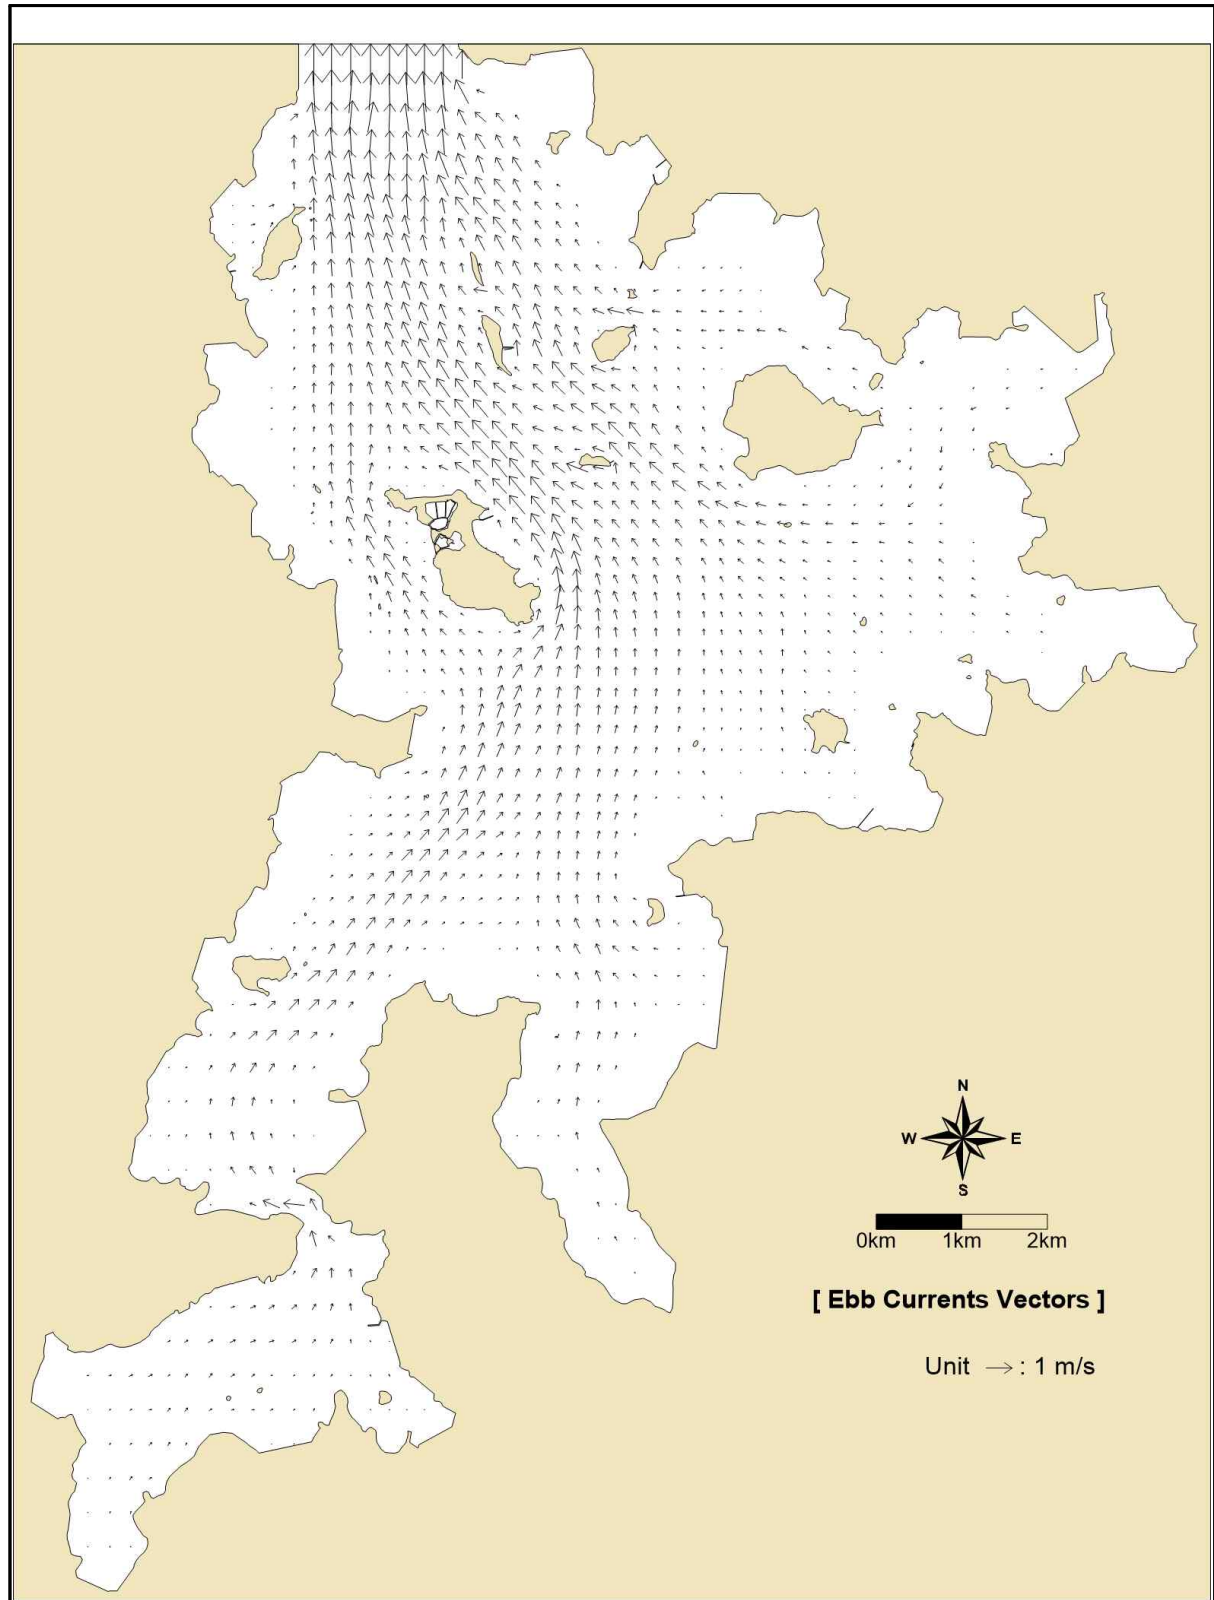 N
W E
S
0km 1km 2km
[ Ebb Currents Vectors ]
Unit → : 1 m/s